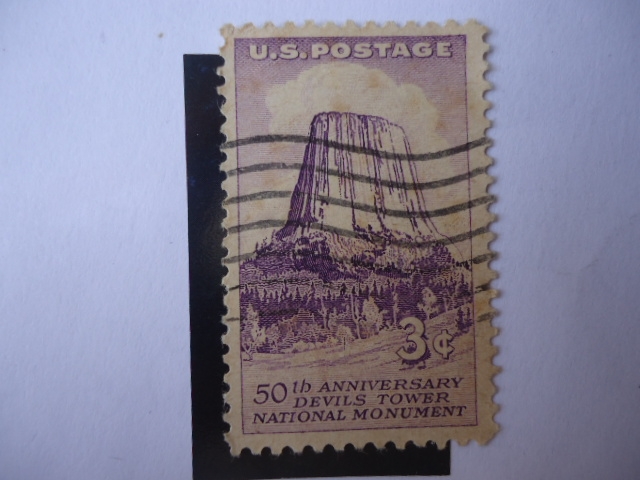 U.S. POSTAGE
3¢
50th ANNIVERSARY
DEVILS TOWER
NATIONAL MONUMENT